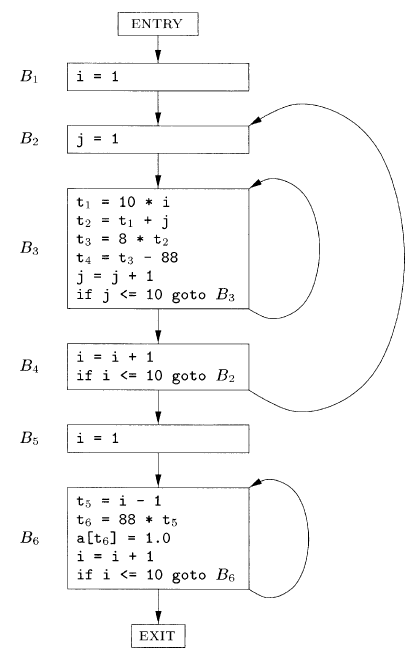 ENTRY
B₁
i = 1
B₂
j = 1
B₃
t₁ = 10 * i
t₂ = t₁ + j
t₃ = 8 * t₂
t₄ = t₃ - 88
j = j + 1
if j <= 10 goto B₃
B₄
i = i + 1
if i <= 10 goto B₂
B₅
i = 1
B₆
t₅ = i - 1
t₆ = 88 * t₅
a[t₆] = 1.0
i = i + 1
if i <= 10 goto B₆
EXIT